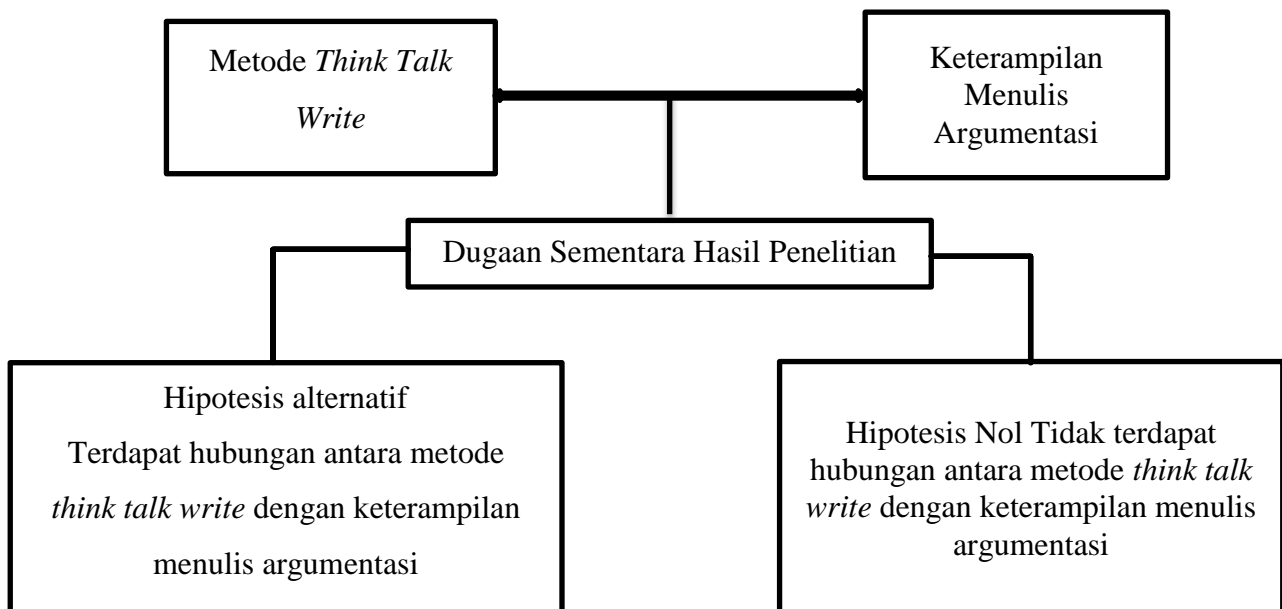 Metode Think Talk
Write
Keterampilan
Menulis
Argumentasi
Dugaan Sementara Hasil Penelitian
Hipotesis alternatif
Terdapat hubungan antara metode
think talk write dengan keterampilan
menulis argumentasi
Hipotesis Nol Tidak terdapat
hubungan antara metode think talk
write dengan keterampilan menulis
argumentasi